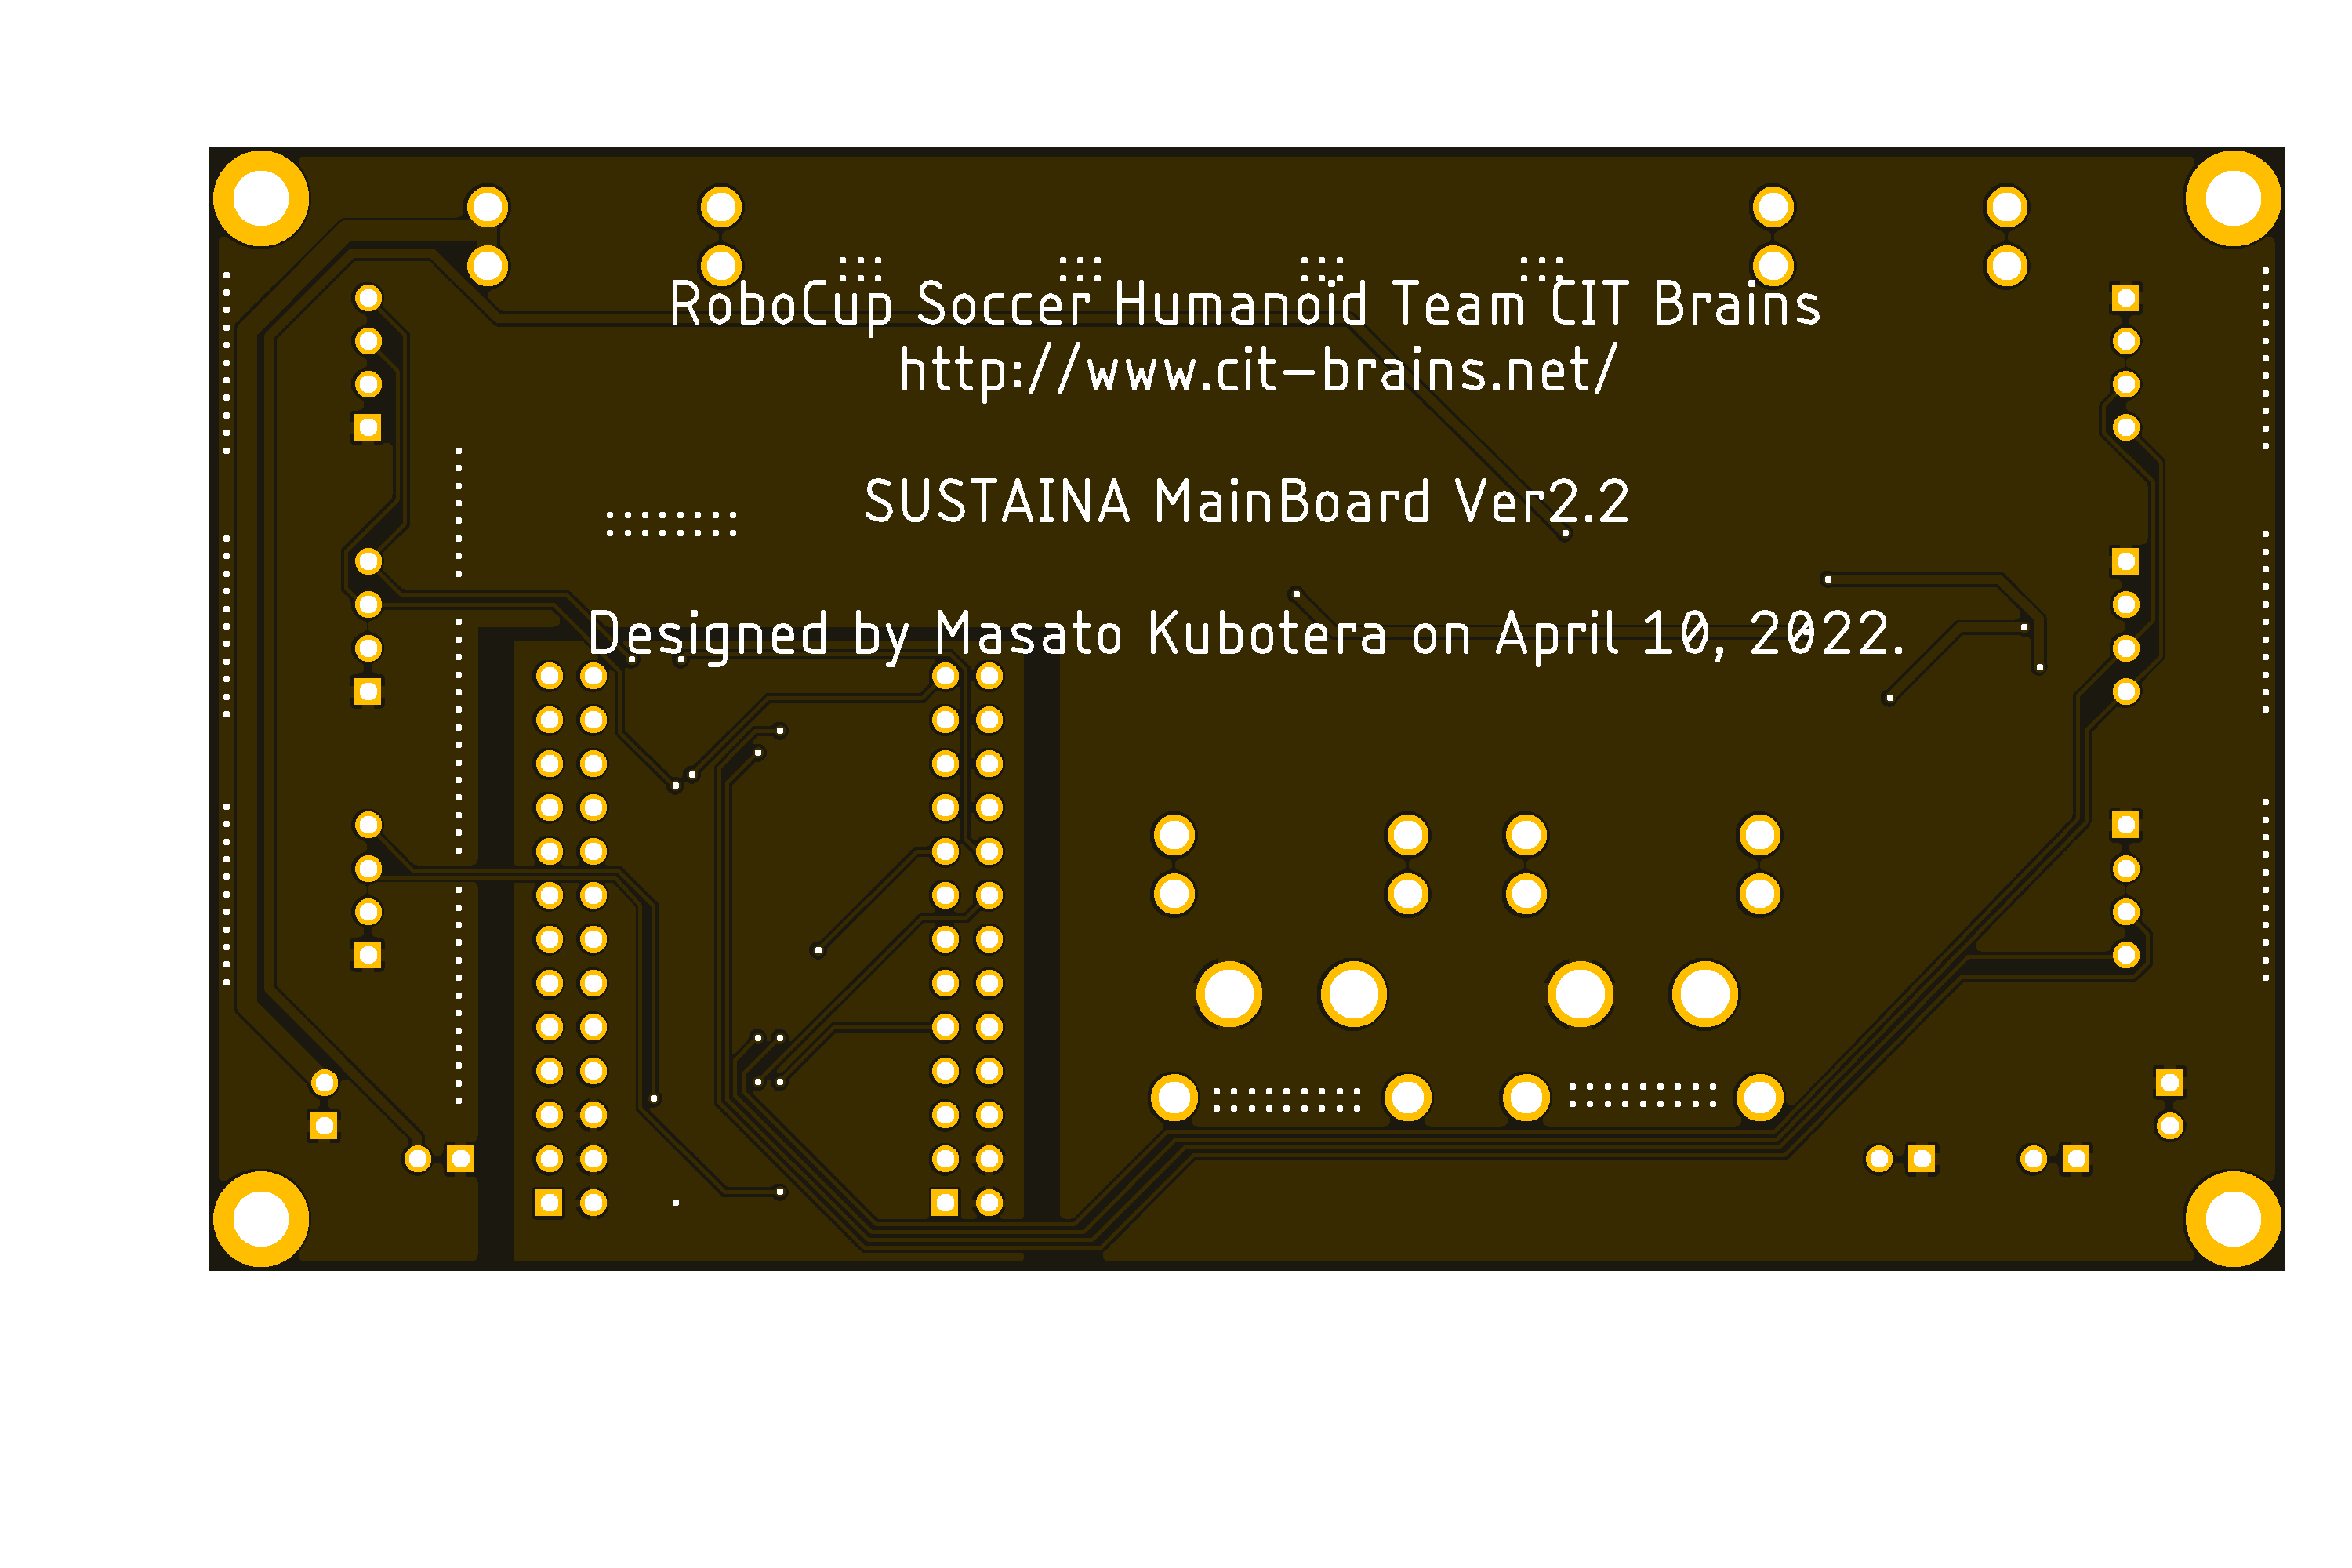 RoboCup Soccer Humanoid Team CIT Brains
http://www.cit-brains.net/
SUSTAINA MainBoard Ver2.2
Designed by Masato Kubotera on April 10, 2022.